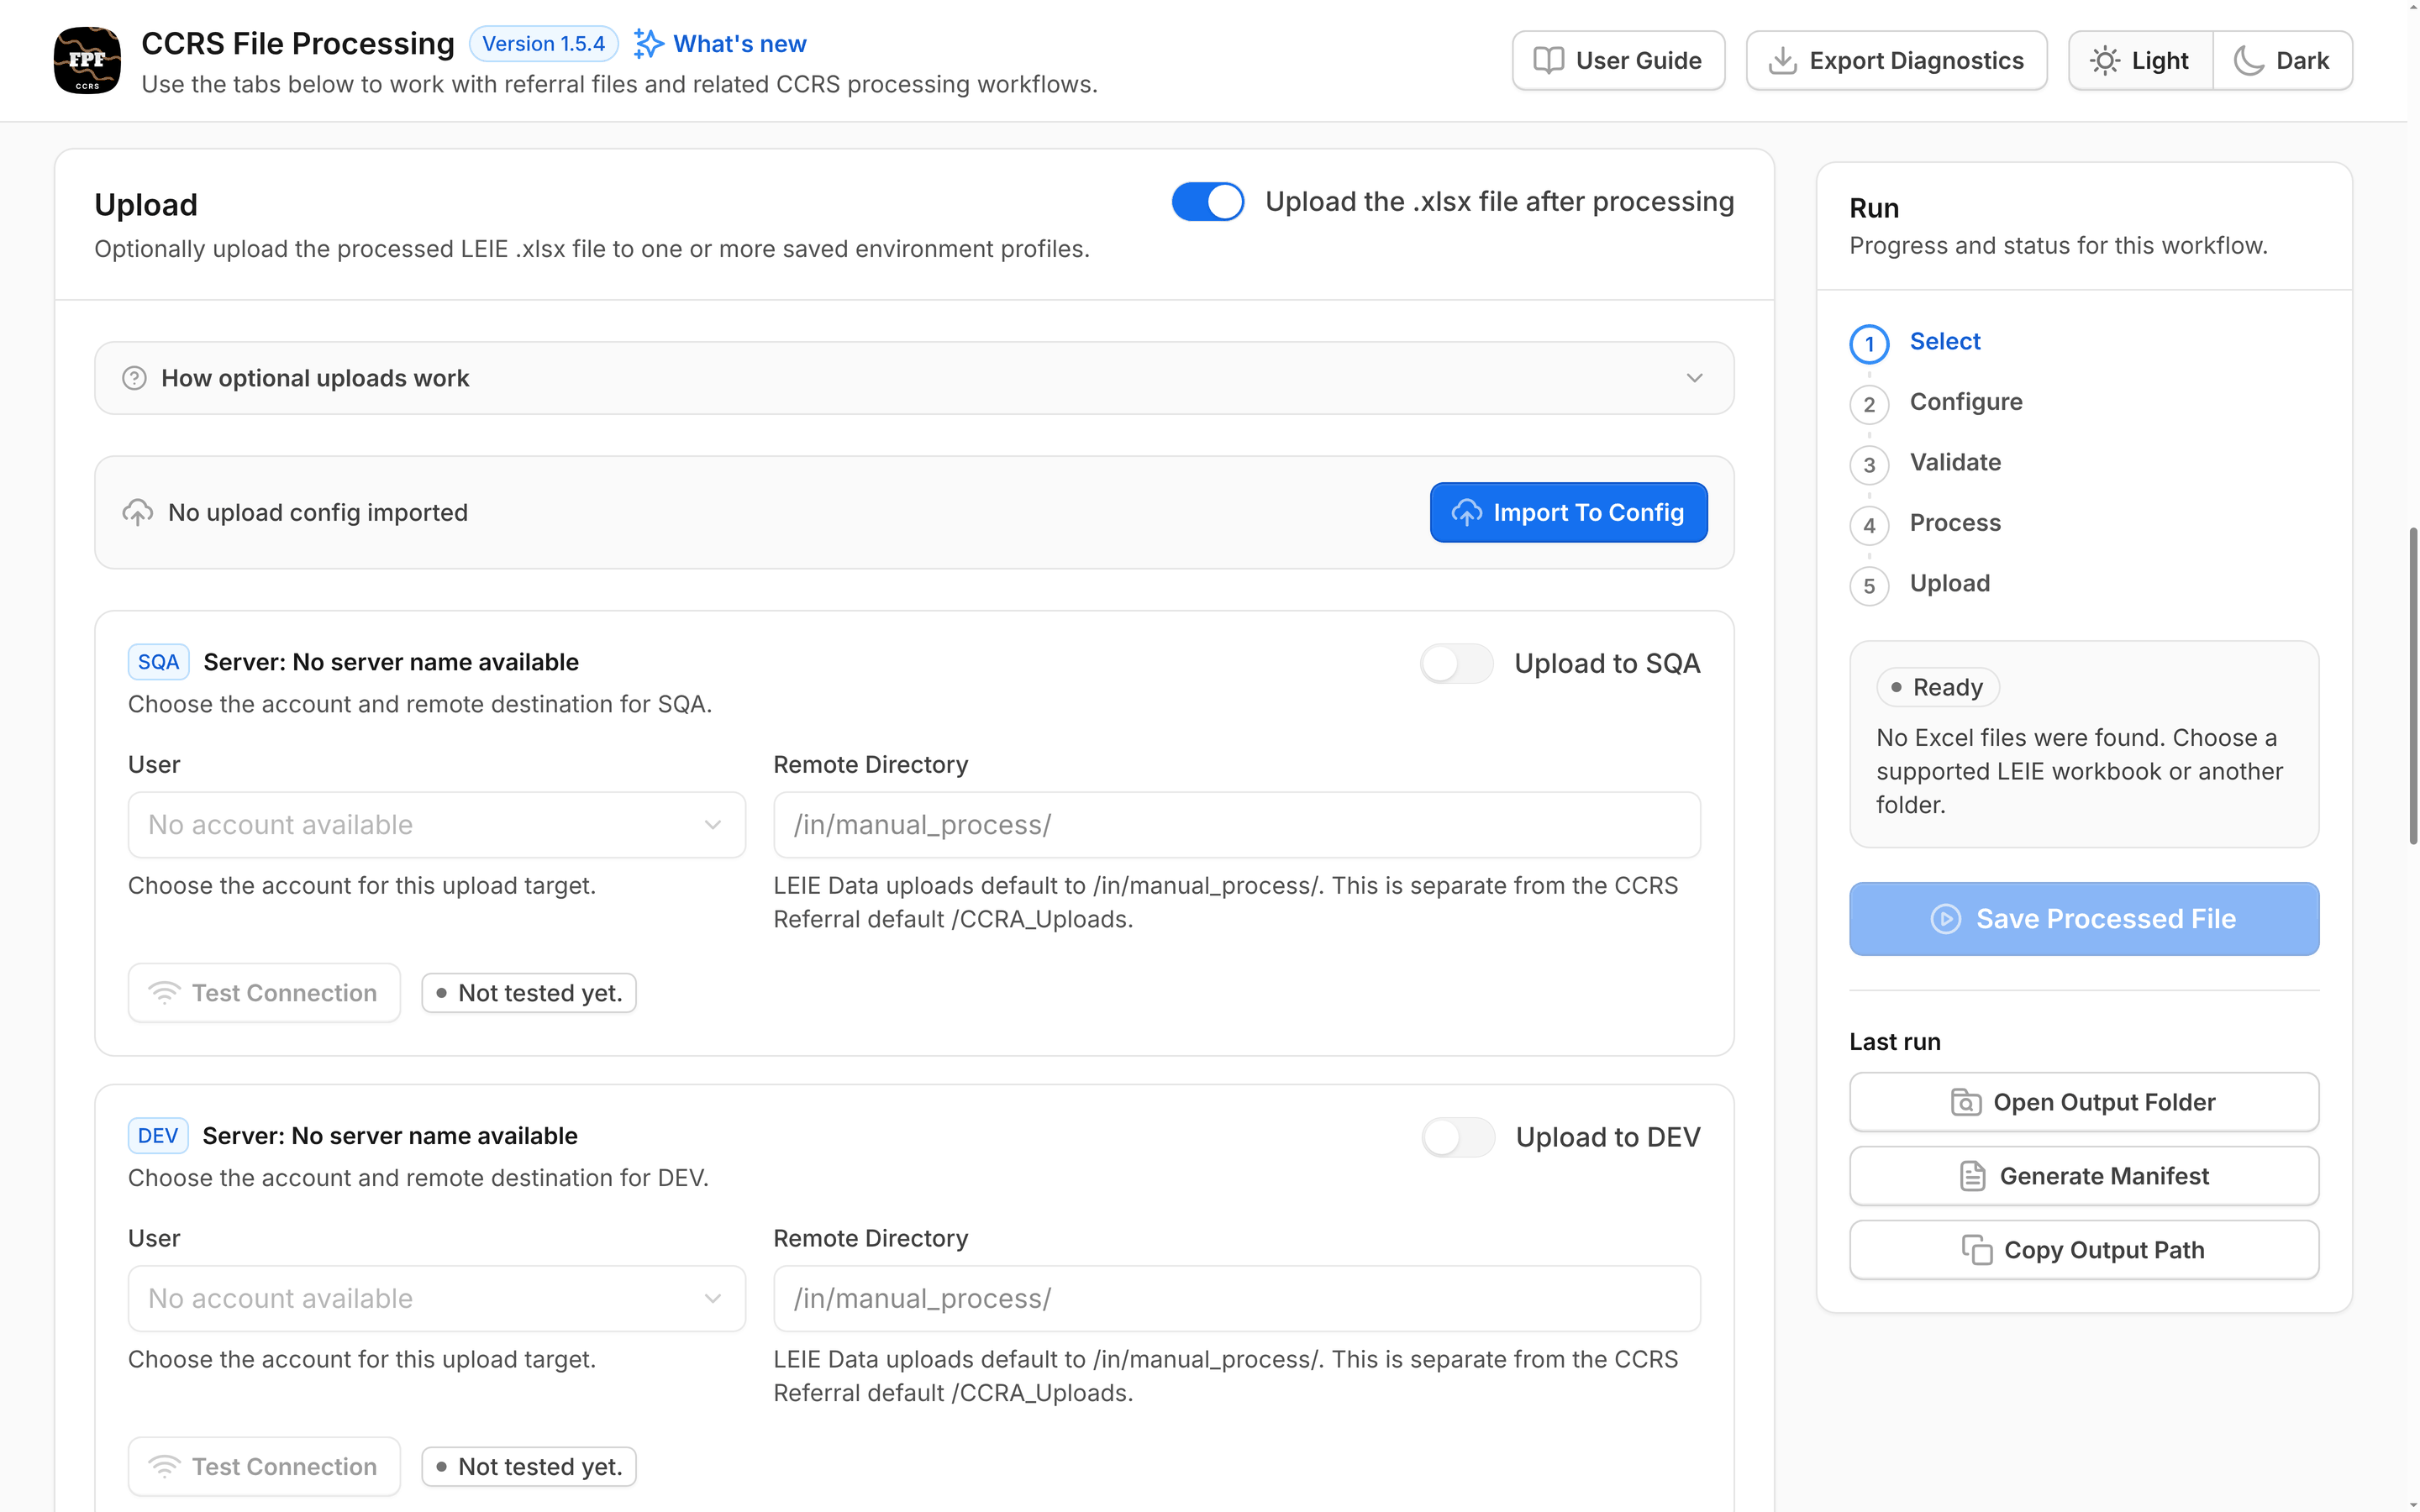 FPF
CCRS
CCRS File Processing
Version 1.5.4
What's new
Use the tabs below to work with referral files and related CCRS processing workflows.
User Guide
Export Diagnostics
Light
Dark
Upload
Upload the .xlsx file after processing
Optionally upload the processed LEIE .xlsx file to one or more saved environment profiles.
How optional uploads work
No upload config imported
Import To Config
SQA
Server: No server name available
Upload to SQA
Choose the account and remote destination for SQA.
User
Remote Directory
No account available
/in/manual_process/
Choose the account for this upload target.
LEIE Data uploads default to /in/manual_process/. This is separate from the CCRS
Referral default /CCRA_Uploads.
Test Connection
Not tested yet.
DEV
Server: No server name available
Upload to DEV
Choose the account and remote destination for DEV.
User
Remote Directory
No account available
/in/manual_process/
Choose the account for this upload target.
LEIE Data uploads default to /in/manual_process/. This is separate from the CCRS
Referral default /CCRA_Uploads.
Test Connection
Not tested yet.
Run
Progress and status for this workflow.
1 Select
2 Configure
3 Validate
4 Process
5 Upload
Ready
No Excel files were found. Choose a
supported LEIE workbook or another
folder.
Save Processed File
Last run
Open Output Folder
Generate Manifest
Copy Output Path